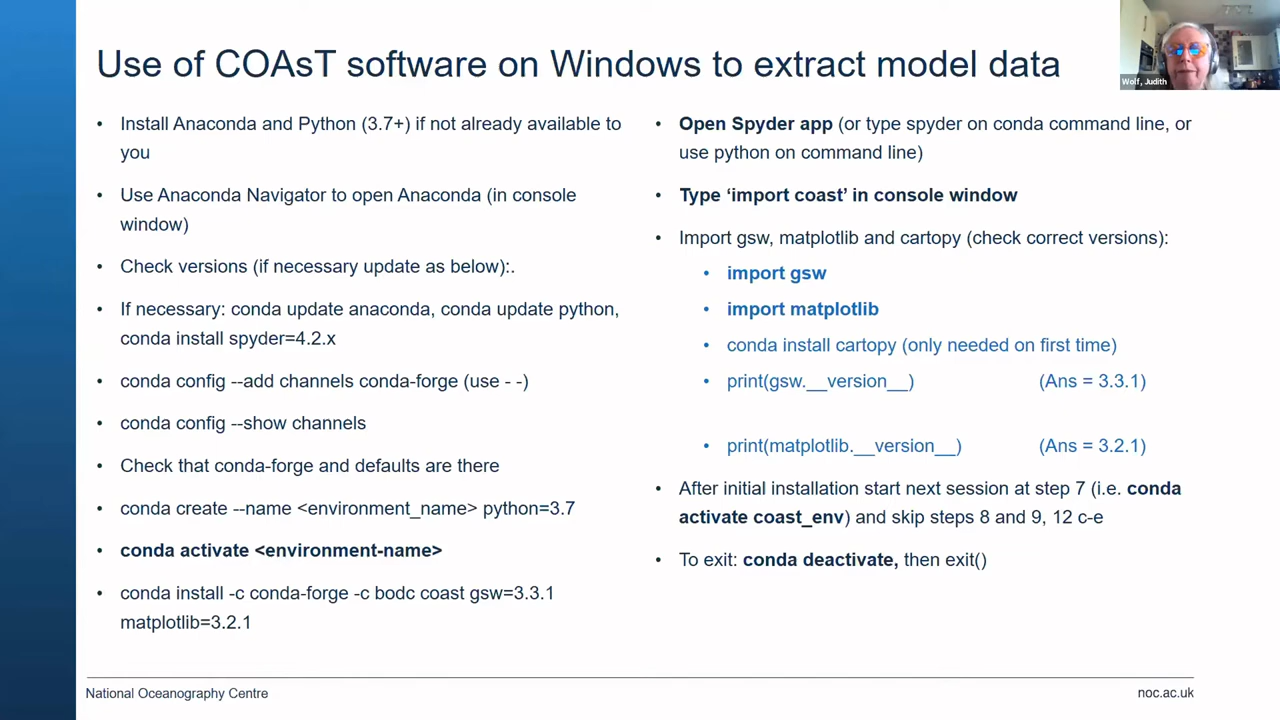 Use of COAsT software on Windows to extract model data
Wolf, Judith
• Install Anaconda and Python (3.7+) if not already available to
you
• Use Anaconda Navigator to open Anaconda (in console
window)
• Check versions (if necessary update as below):.
• If necessary: conda update anaconda, conda update python,
conda install spyder=4.2.x
• conda config --add channels conda-forge (use - -)
• conda config --show channels
• Check that conda-forge and defaults are there
• conda create --name <environment_name> python=3.7
• conda activate <environment-name>
• conda install -c conda-forge -c bodc coast gsw=3.3.1
matplotlib=3.2.1
• Open Spyder app (or type spyder on conda command line, or
use python on command line)
• Type ‘import coast’ in console window
• Import gsw, matplotlib and cartopy (check correct versions):
• import gsw
• import matplotlib
• conda install cartopy (only needed on first time)
• print(gsw.__version__) (Ans = 3.3.1)
• print(matplotlib.__version__) (Ans = 3.2.1)
• After initial installation start next session at step 7 (i.e. conda
activate coast_env) and skip steps 8 and 9, 12 c-e
• To exit: conda deactivate, then exit()
National Oceanography Centre
noc.ac.uk